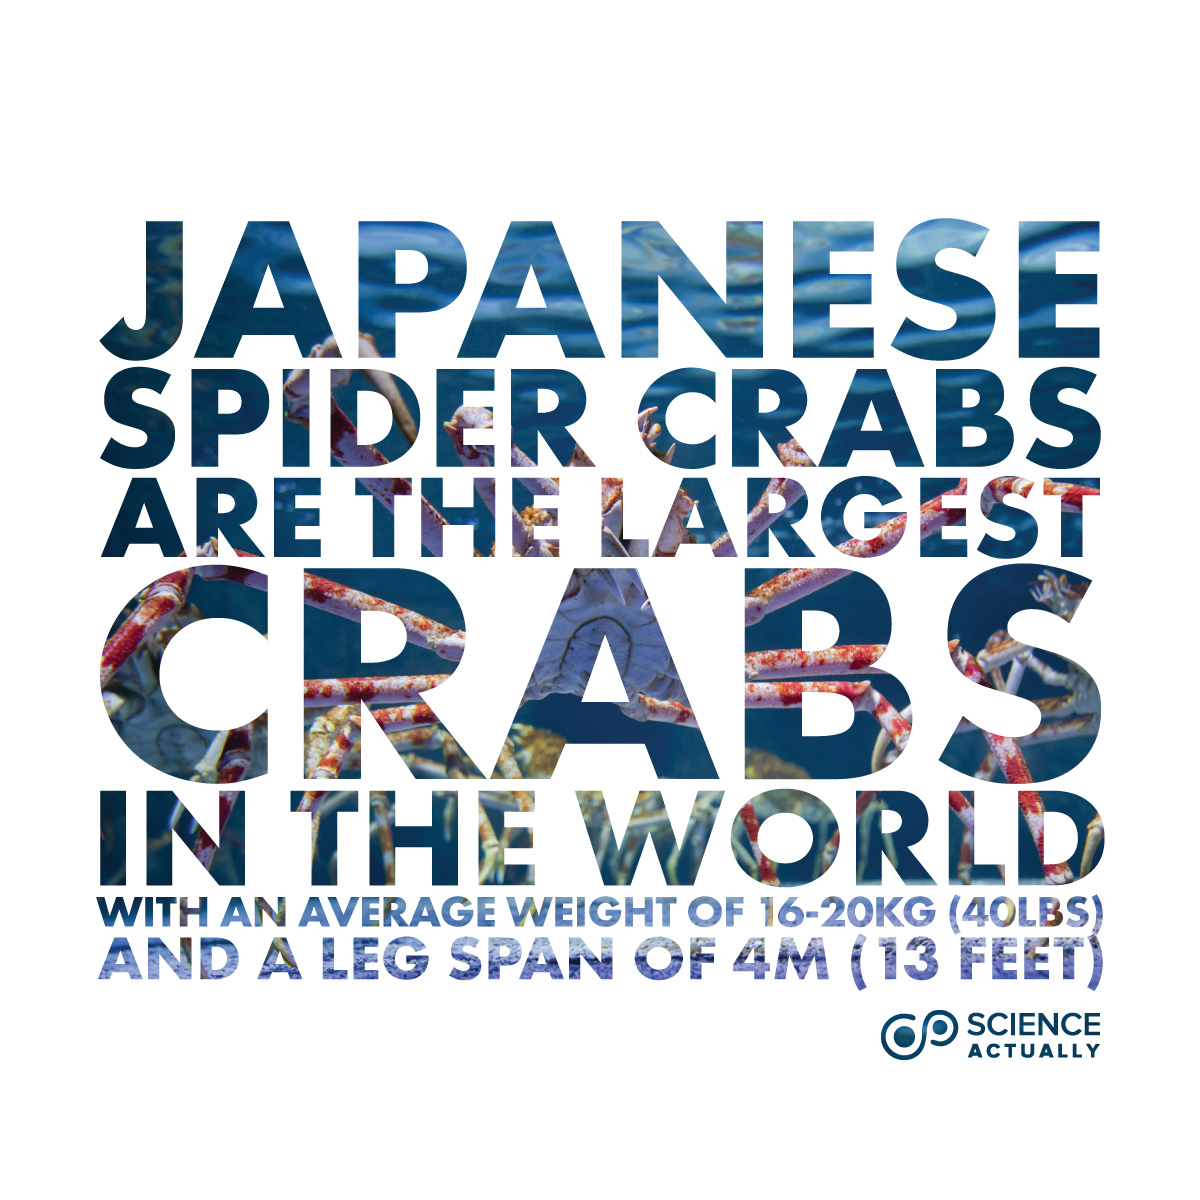 JAPANESE
SPIDER CRABS
ARE THE LARGEST
CRABS
IN THE WORLD
WITH AN AVERAGE WEIGHT OF 16-20KG (40LBS)
AND A LEG SPAN OF 4M (13 FEET)
SCIENCE
ACTUALLY